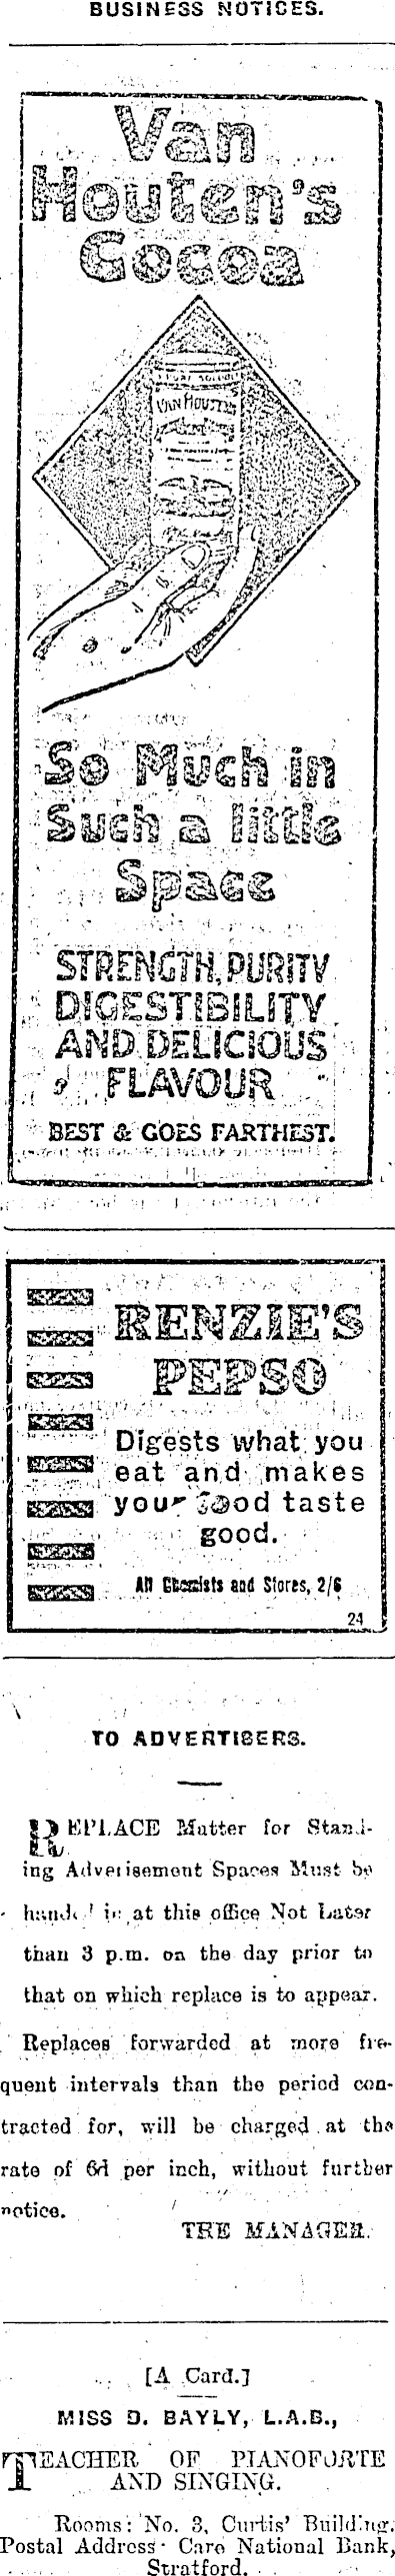 BUSINESS NOTICES.
Van
Houten's
Cocoa
VAN HOUTEN
So Much in
Such a little
Space
STRENGTH, PURITY
DIGESTIBILITY
AND DELICIOUS
FLAVOUR
BEST & GOES FARTHEST.
RENZIE'S
PEPSO
Digests what you
eat and makes
your food taste
good.
All Chemists and Stores, 2/6
24
TO ADVERTISERS.
REPLACE Matter for Stand-
ing Advertisement Spaces Must be
handed in at this office Not Later
than 3 p.m. on the day prior to
that on which replace is to appear.
Replaces forwarded at more fre-
quent intervals than the period con-
tracted for, will be charged at the
rate of 6d per inch, without further
notice.
THE MANAGER.
[A Card.]
MISS D. BAYLY, L.A.B.,
TEACHER OF PIANOFORTE
AND SINGING.
Rooms: No. 3, Curtis' Building.
Postal Address: Care National Bank,
Stratford.